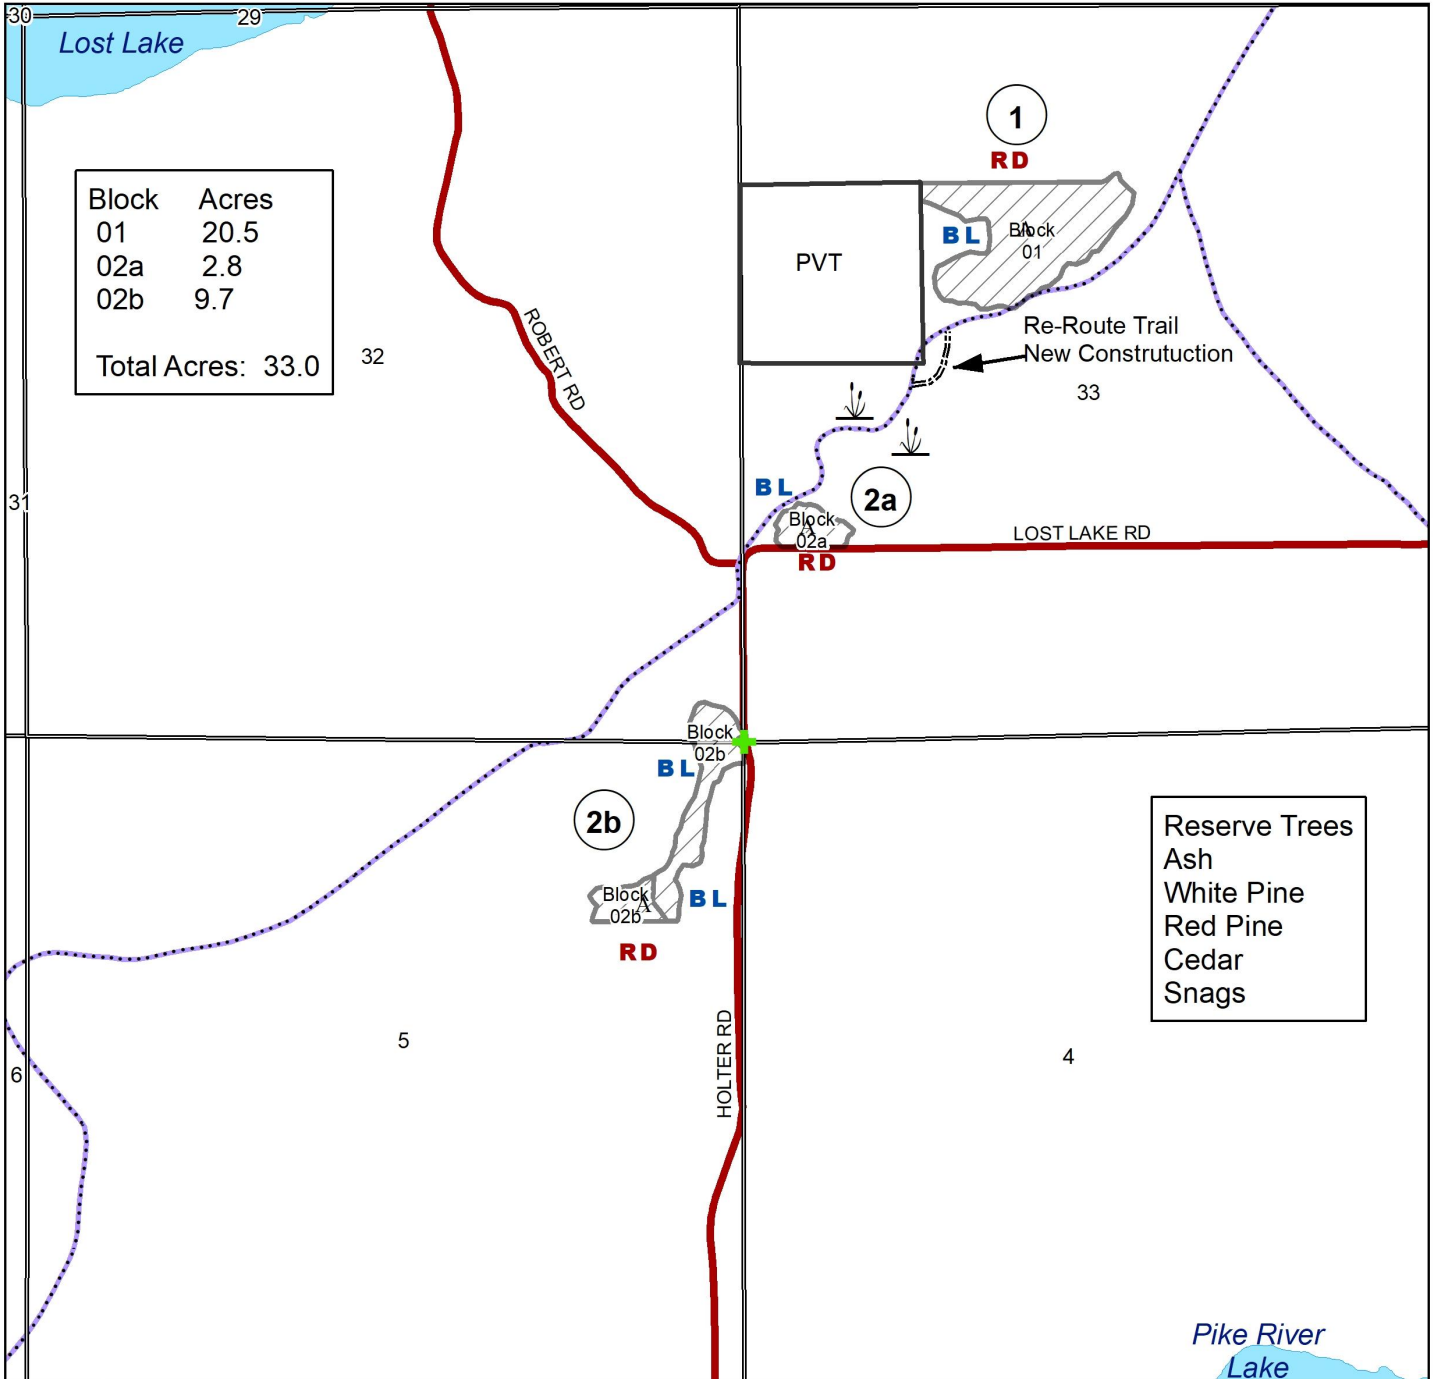 30
29
Lost Lake
1
RD
Block Acres
01 20.5
02a 2.8
02b 9.7
Total Acres: 33.0
BL
A
Block
01
PVT
ROBERT RD
32
Re-Route Trail
New Construtuction
33
31
BL
2a
Block
A
02a
RD
LOST LAKE RD
Block
02b
BL
2b
Block
A
02b
BL
RD
Reserve Trees
Ash
White Pine
Red Pine
Cedar
Snags
HOLTER RD
5
4
6
Pike River
Lake